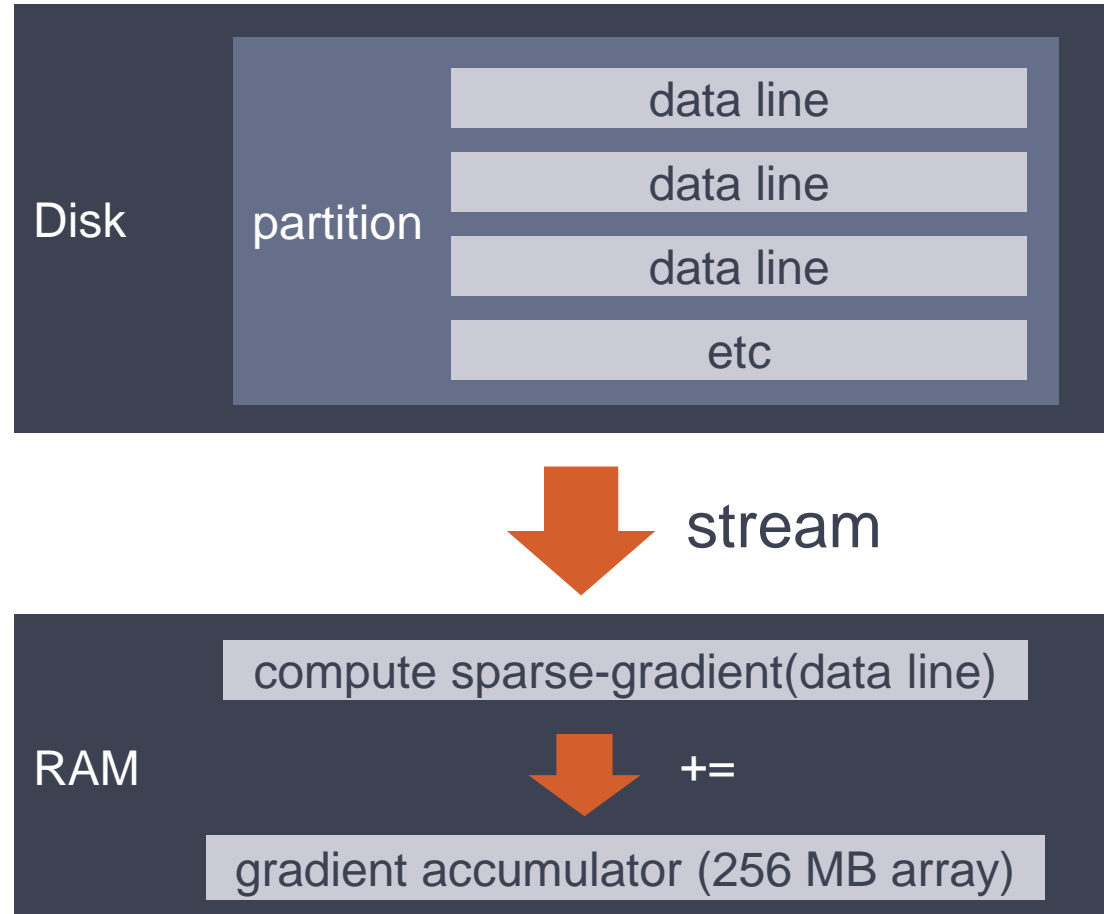 Disk
partition
data line
data line
data line
etc
stream
RAM
compute sparse-gradient(data line)
+=
gradient accumulator (256 MB array)